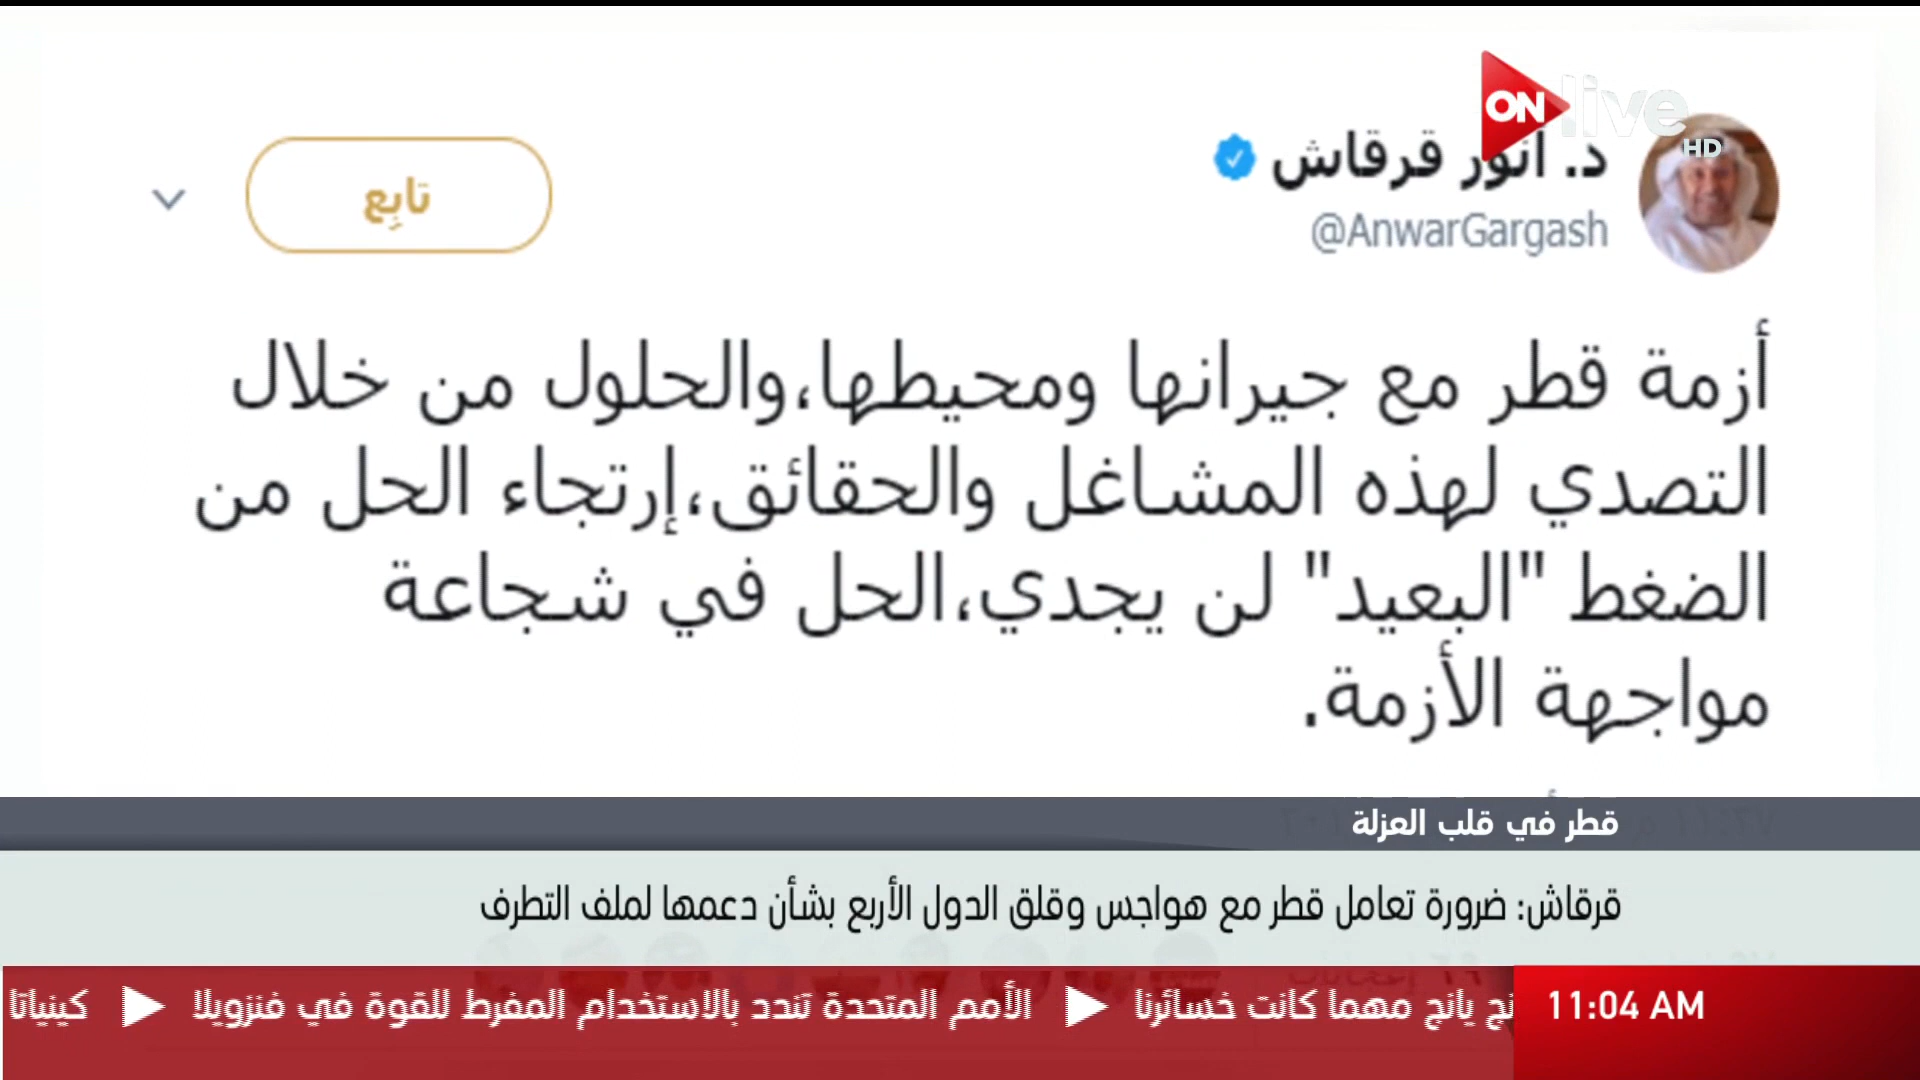 ON live
HD
د. أنور قرقاش
@AnwarGargash
تابِع
أزمة قطر مع جيرانها ومحيطها،والحلول من خلال
التصدي لهذه المشاغل والحقائق،إرتجاء الحل من
الضغط "البعيد" لن يجدي،الحل في شجاعة
مواجهة الأزمة.
قطر في قلب العزلة
قرقاش: ضرورة تعامل قطر مع هواجس وقلق الدول الأربع بشأن دعمها لملف التطرف
يانج مهما كانت خسائرنا ◀ الأمم المتحدة تندد بالاستخدام المفرط للقوة في فنزويلا ◀ كينياتا
11:04 AM